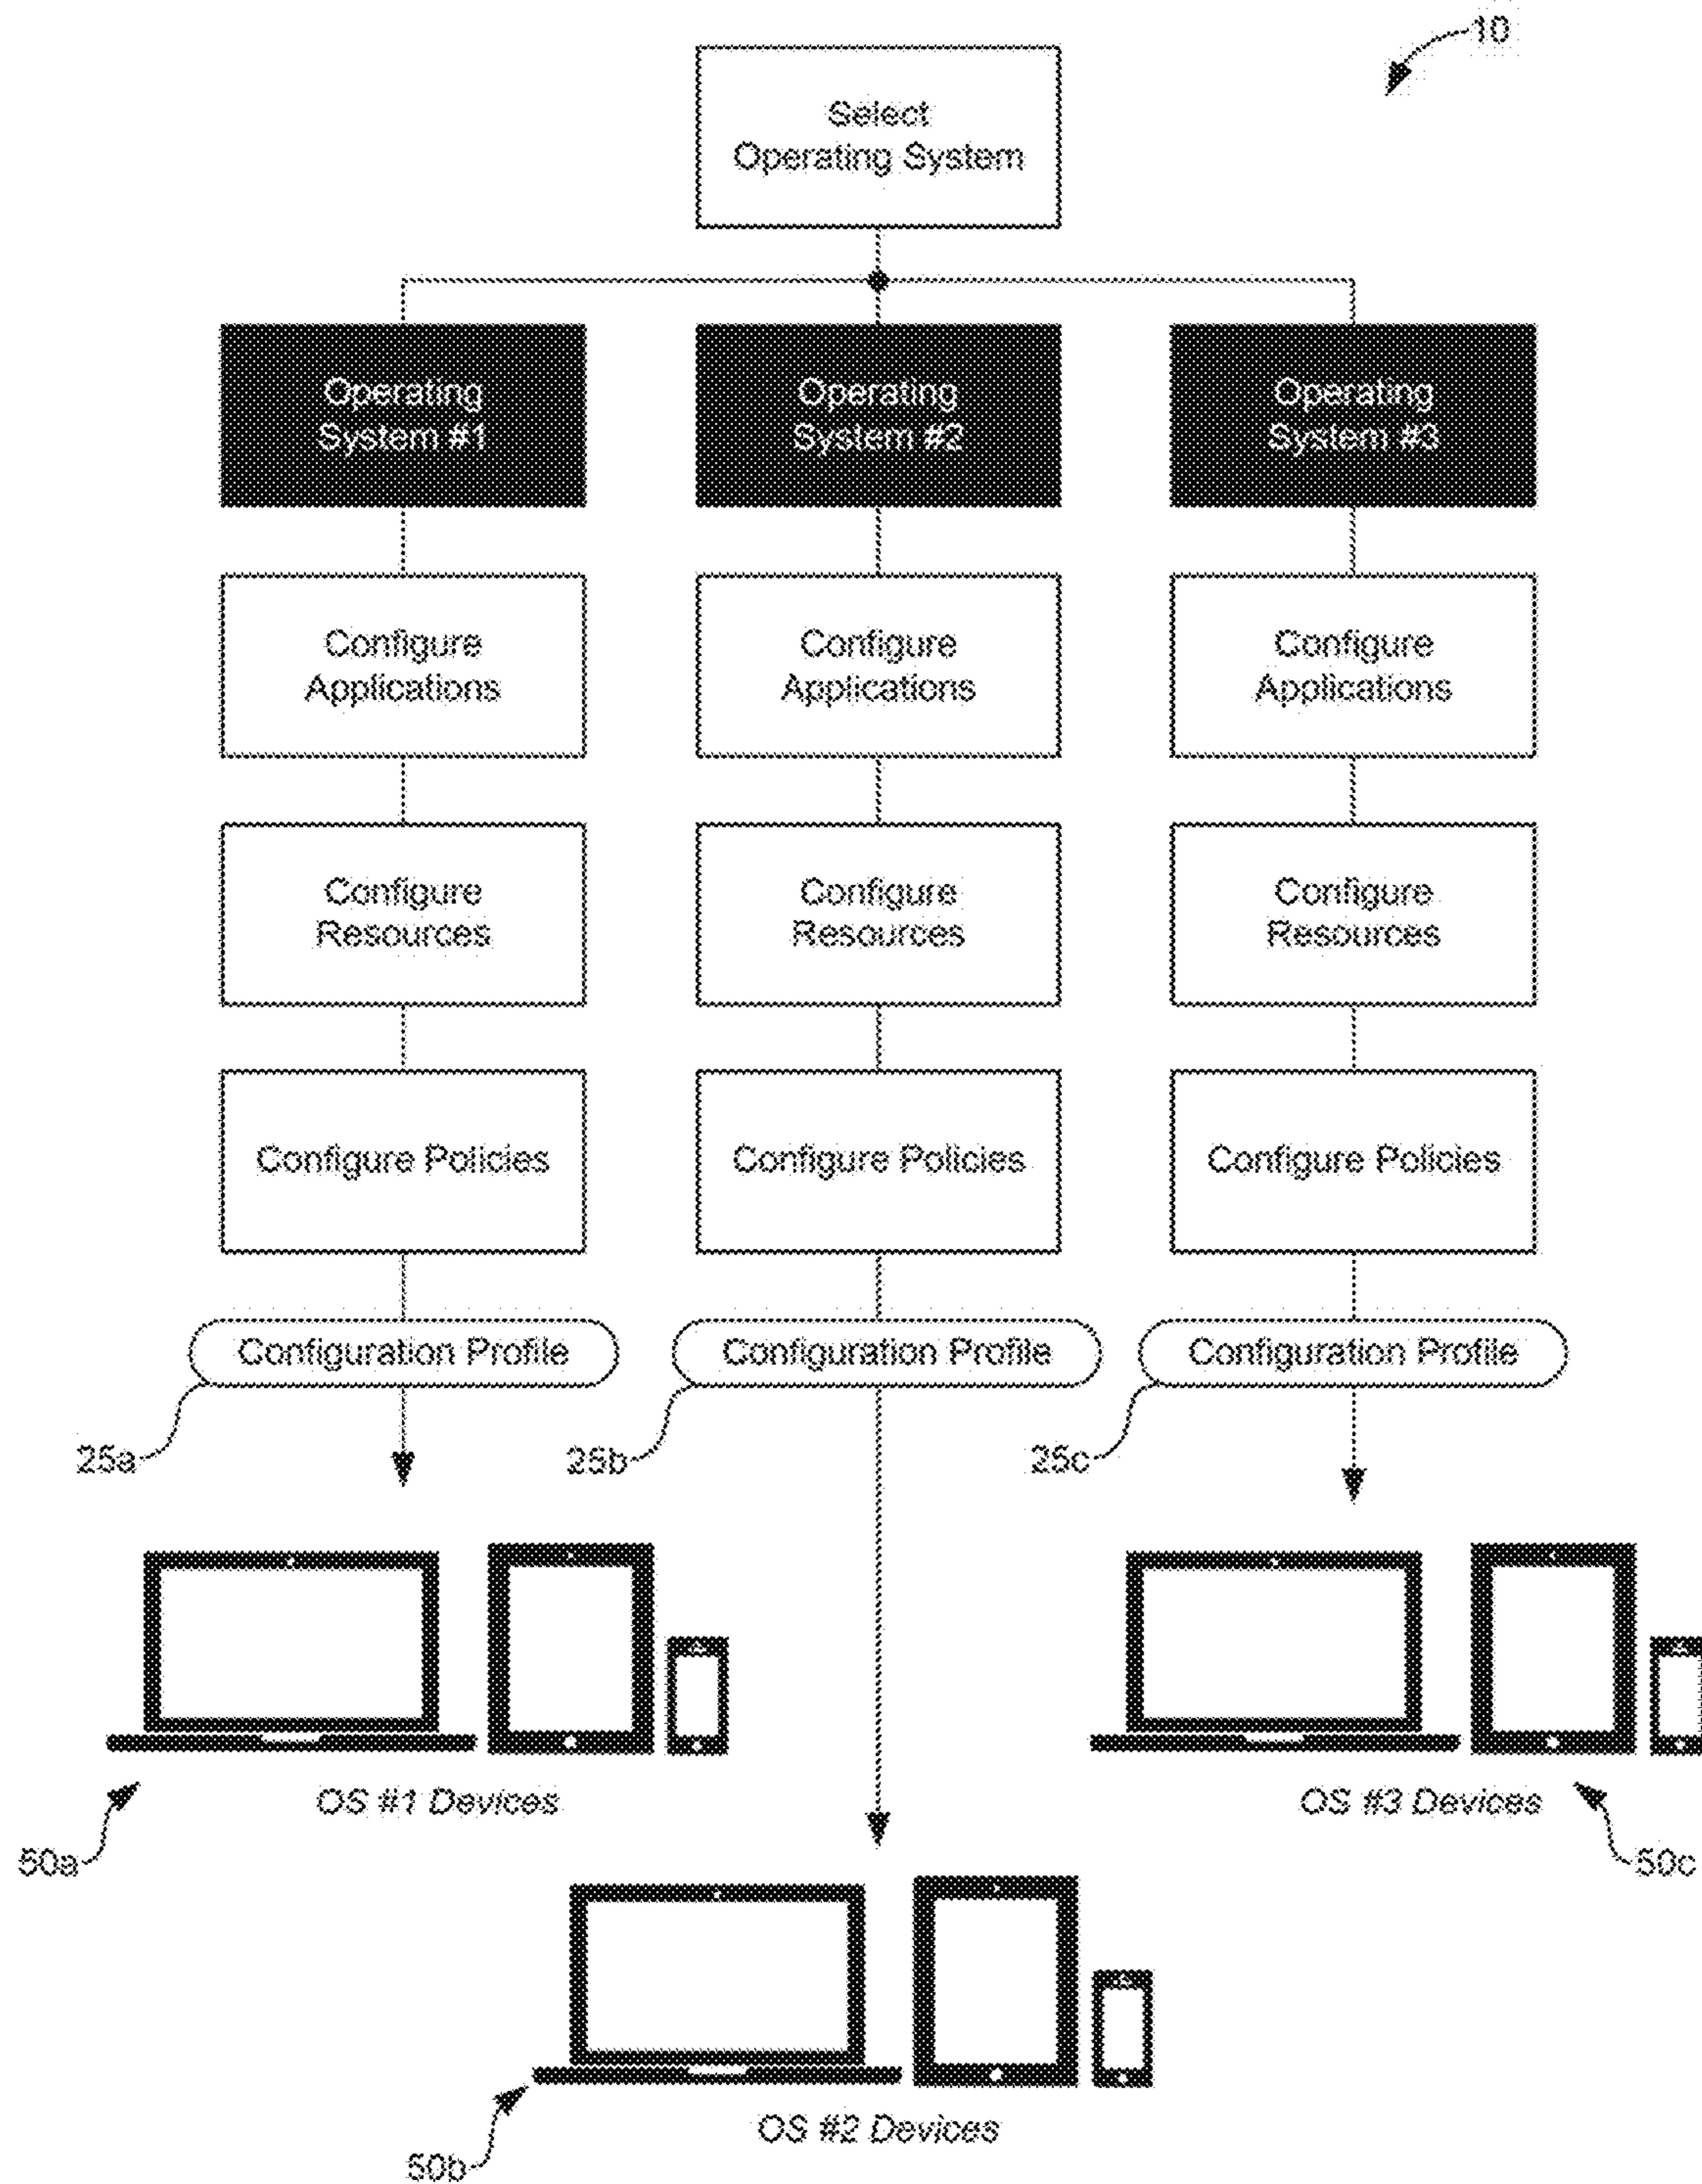 10
Select
Operating System
Operating
System #1
Operating
System #2
Operating
System #3
Configure
Applications
Configure
Applications
Configure
Applications
Configure
Resources
Configure
Resources
Configure
Resources
Configure Policies
Configure Policies
Configure Policies
Configuration Profile
Configuration Profile
Configuration Profile
25a
25b
25c
OS #1 Devices
OS #3 Devices
50a
50c
OS #2 Devices
50b